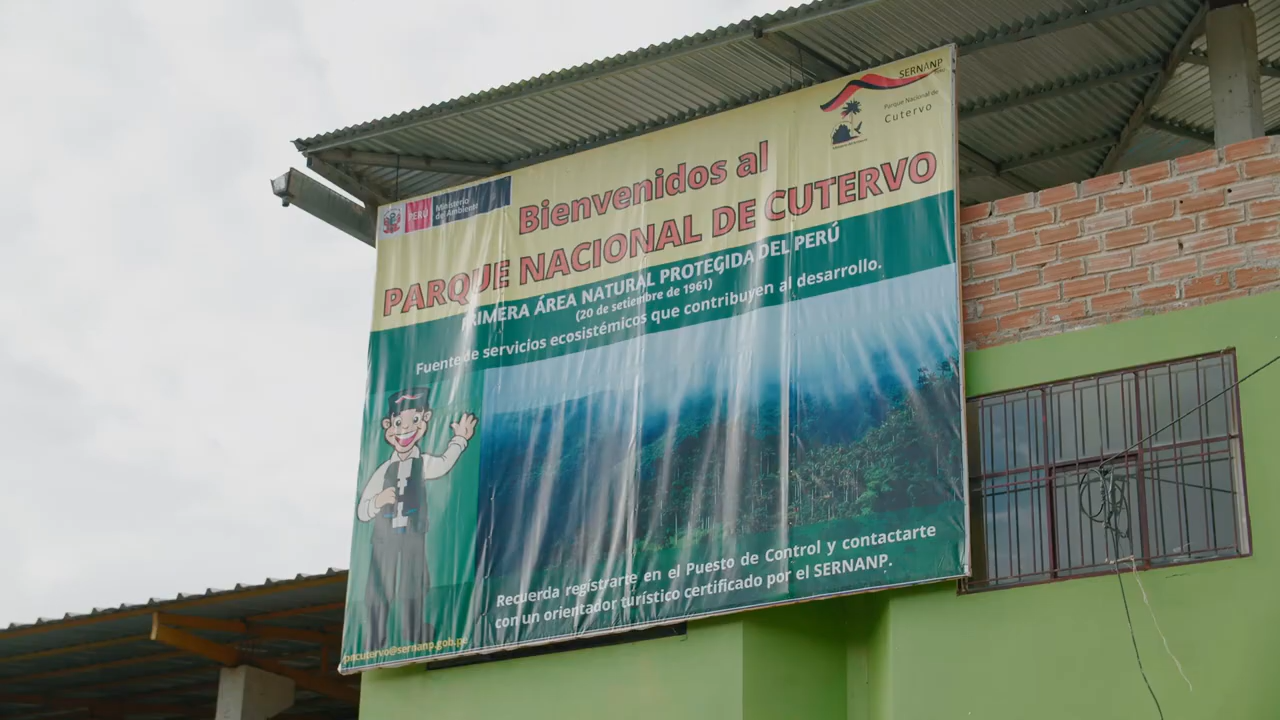 SERNANP
PERÚ
Ministerio
del Ambiente
Parque Nacional de
Cutervo
Bienvenidos al
PARQUE NACIONAL DE CUTERVO
PRIMERA ÁREA NATURAL PROTEGIDA DEL PERÚ
(20 de setiembre de 1961)
Fuente de servicios ecosistémicos que contribuyen al desarrollo.
Recuerda registrarte en el Puesto de Control y contactarte
con un orientador turístico certificado por el SERNANP.
pncutervo@sernanp.gob.pe